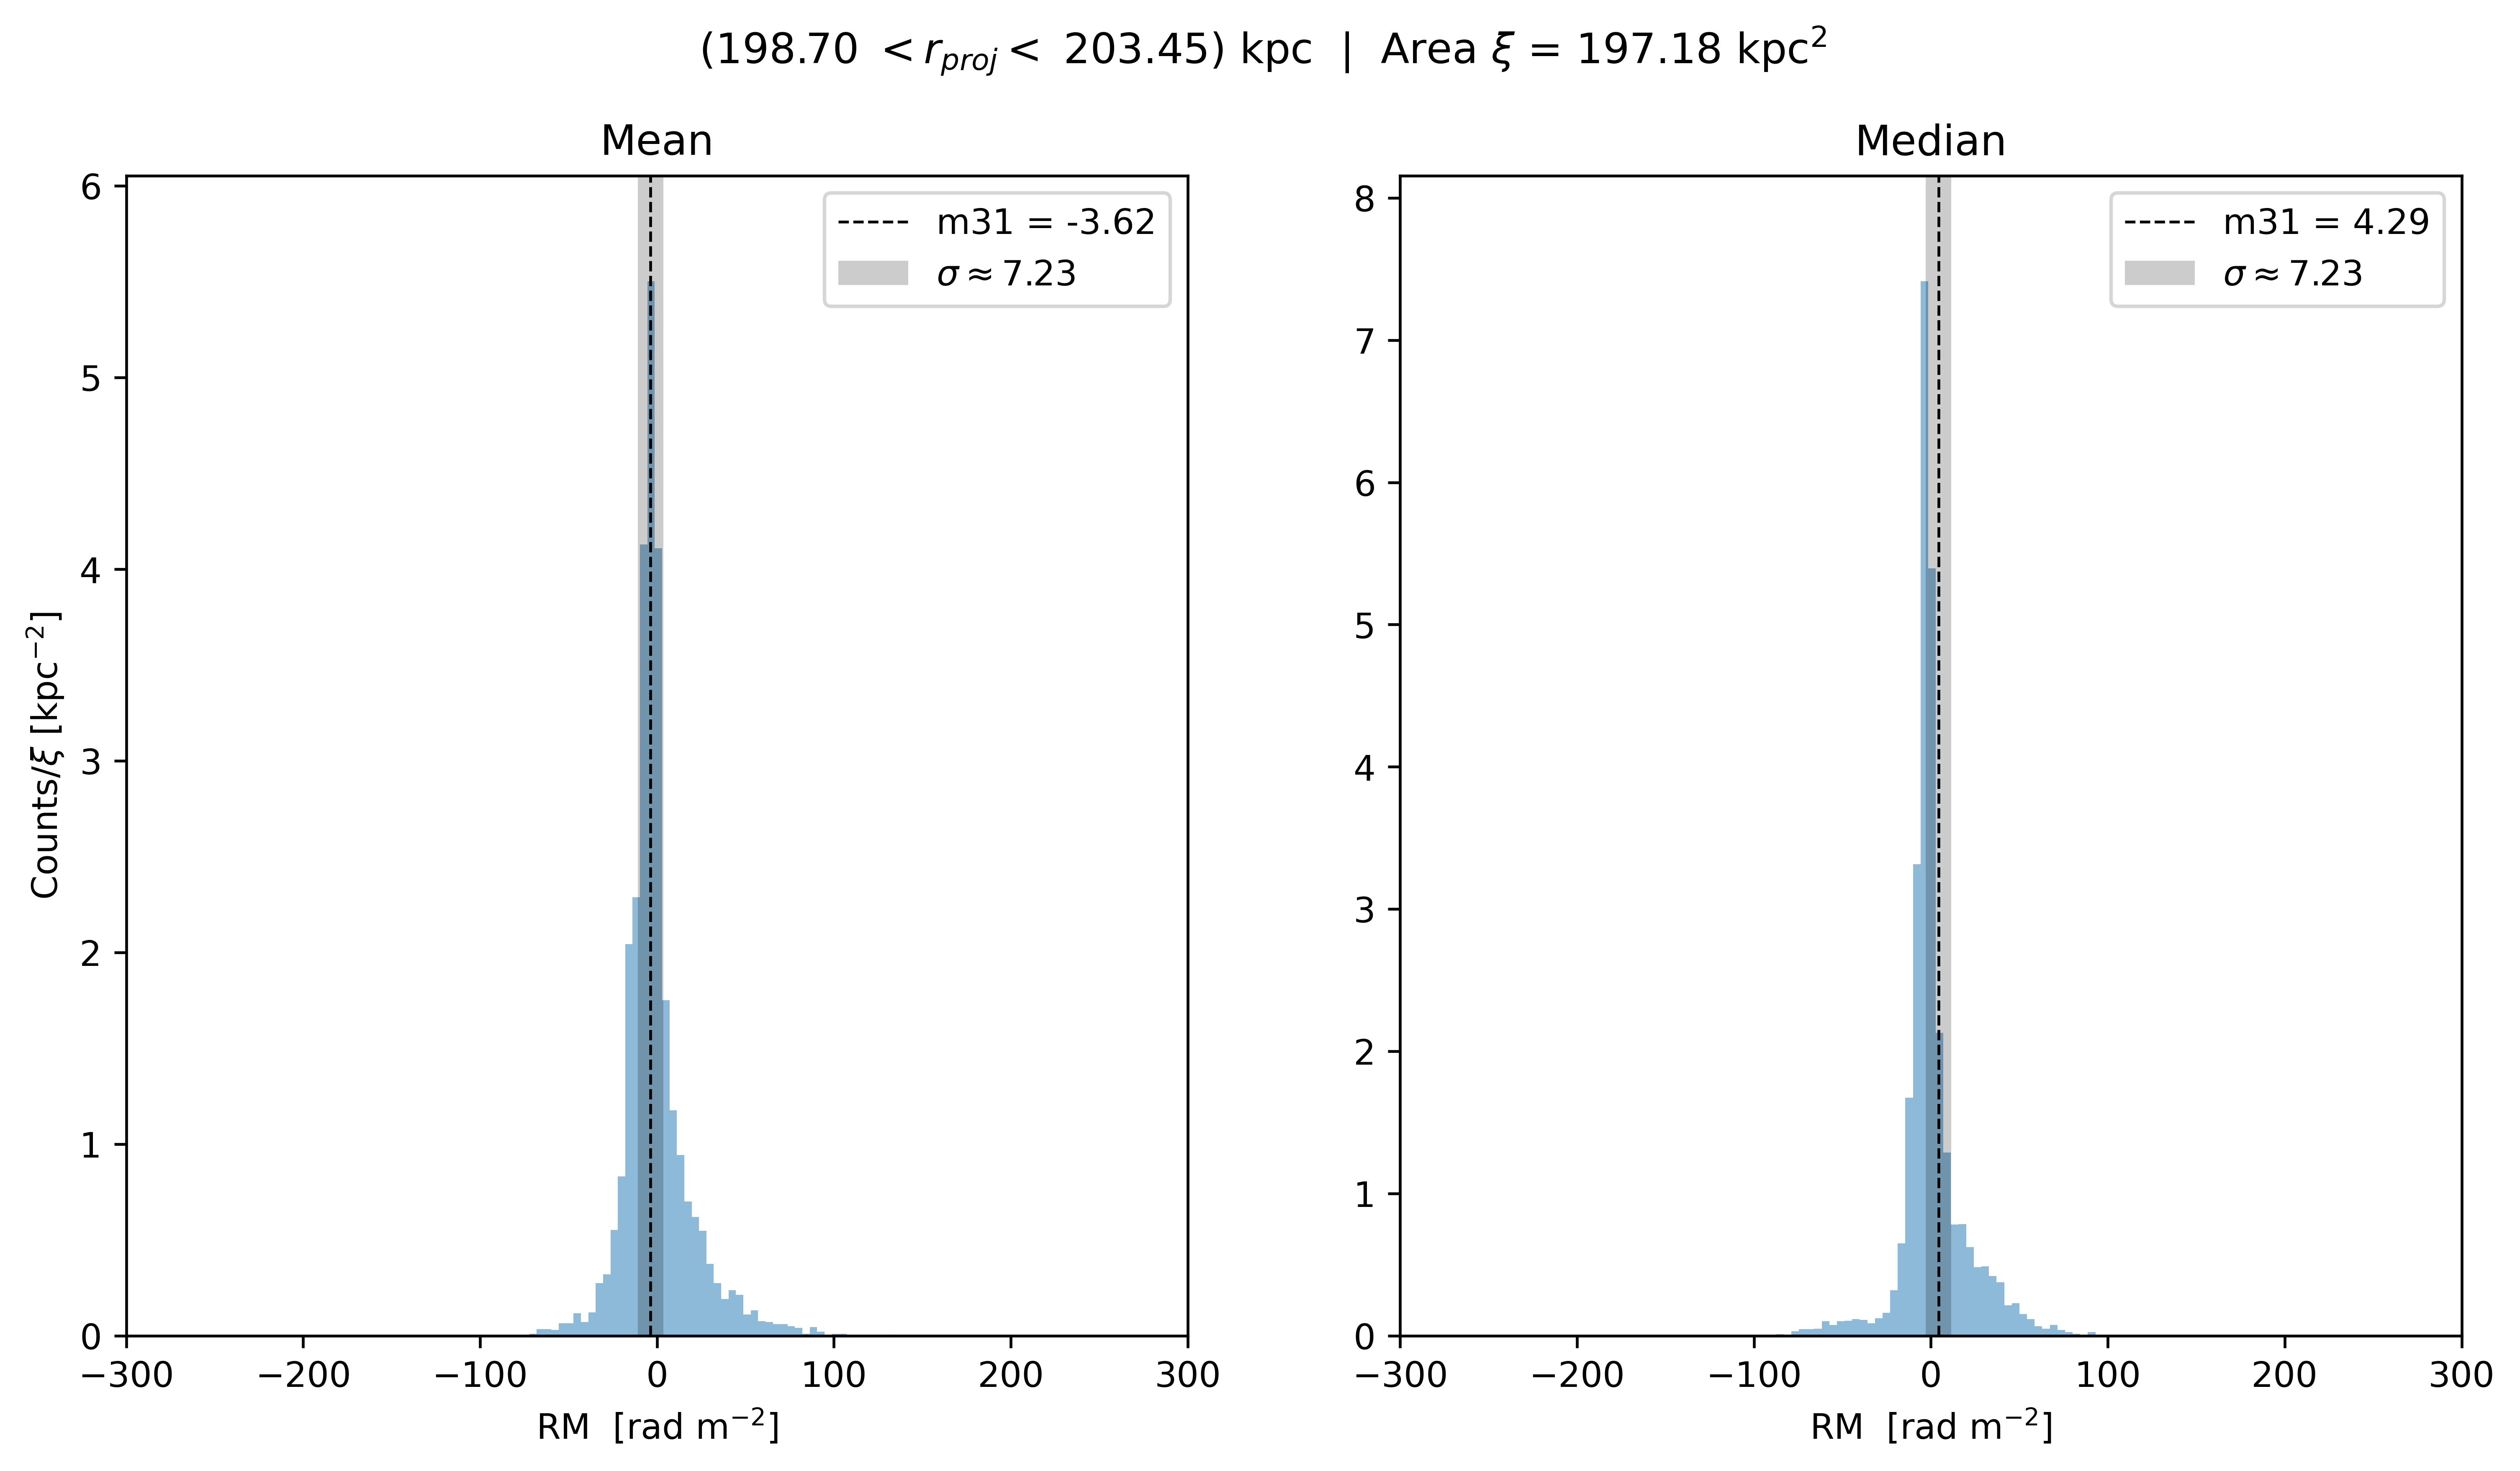 (198.70 < r_proj < 203.45) kpc | Area ξ = 197.18 kpc²
Mean
m31 = -3.62
σ ≈ 7.23
6
5
4
3
2
1
0
Counts/ξ [kpc⁻²]
−300 −200 −100 0 100 200 300
RM [rad m⁻²]
Median
m31 = 4.29
σ ≈ 7.23
8
7
6
5
4
3
2
1
0
−300 −200 −100 0 100 200 300
RM [rad m⁻²]